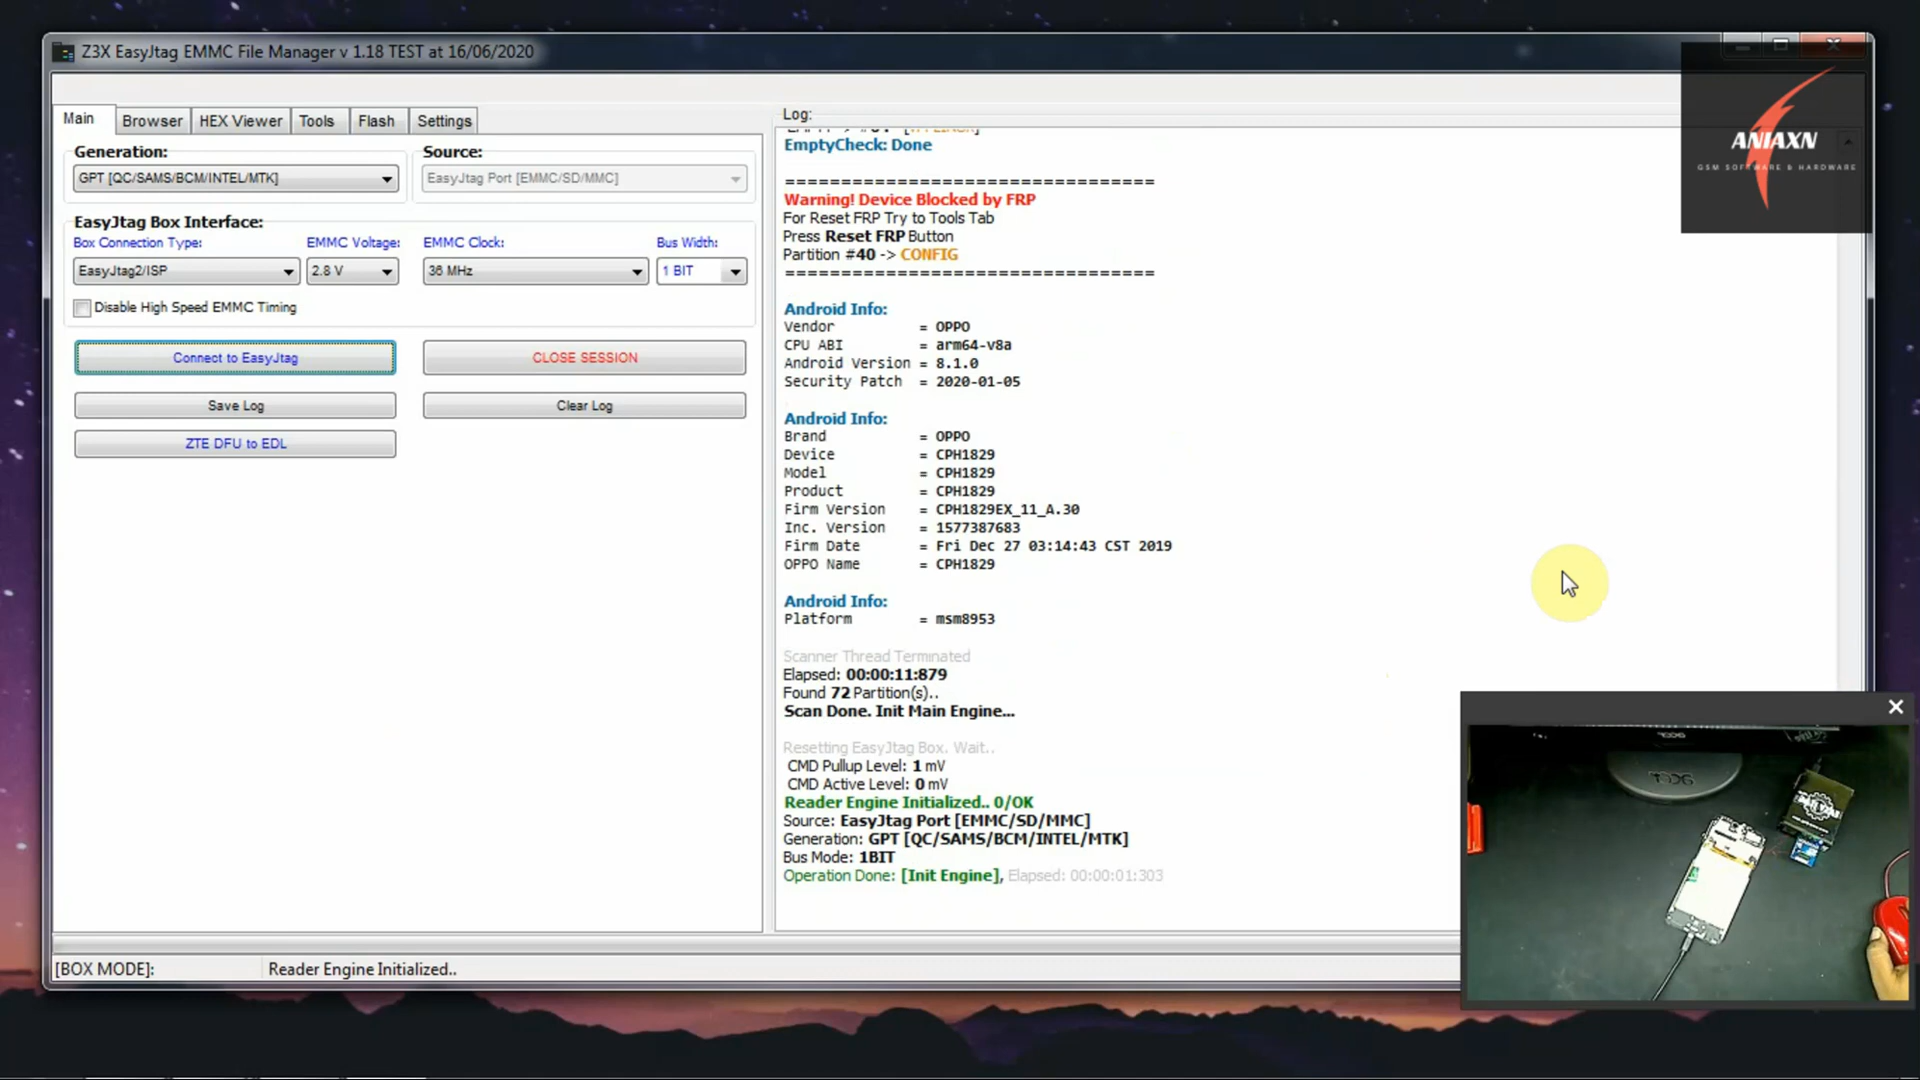 Z3X EasyJtag EMMC File Manager v 1.18 TEST at 16/06/2020
Main
Browser
HEX Viewer
Tools
Flash
Settings
Generation:
GPT [QC/SAMS/BCM/INTEL/MTK]
Source:
EasyJtag Port [EMMC/SD/MMC]
EasyJtag Box Interface:
Box Connection Type:
EMMC Voltage:
EMMC Clock:
Bus Width:
EasyJtag2/ISP
2.8 V
36 MHz
1 BIT
Disable High Speed EMMC Timing
Connect to EasyJtag
CLOSE SESSION
Save Log
Clear Log
ZTE DFU to EDL
Log:
EmptyCheck: Done
=================================
Warning! Device Blocked by FRP
For Reset FRP Try to Tools Tab
Press Reset FRP Button
Partition #40 -> CONFIG
=================================
Android Info:
Vendor = OPPO
CPU ABI = arm64-v8a
Android Version = 8.1.0
Security Patch = 2020-01-05
Android Info:
Brand = OPPO
Device = CPH1829
Model = CPH1829
Product = CPH1829
Firm Version = CPH1829EX_11_A.30
Inc. Version = 1577387683
Firm Date = Fri Dec 27 03:14:43 CST 2019
OPPO Name = CPH1829
Android Info:
Platform = msm8953
Scanner Thread Terminated
Elapsed: 00:00:11:879
Found 72 Partition(s)..
Scan Done. Init Main Engine...
Resetting EasyJtag Box. Wait..
CMD Pullup Level: 1 mV
CMD Active Level: 0 mV
Reader Engine Initialized.. 0/OK
Source: EasyJtag Port [EMMC/SD/MMC]
Generation: GPT [QC/SAMS/BCM/INTEL/MTK]
Bus Mode: 1BIT
Operation Done: [Init Engine], Elapsed: 00:00:01:303
[BOX MODE]:
Reader Engine Initialized..
ANIAXN
GSM SOFTWARE & HARDWARE
acer